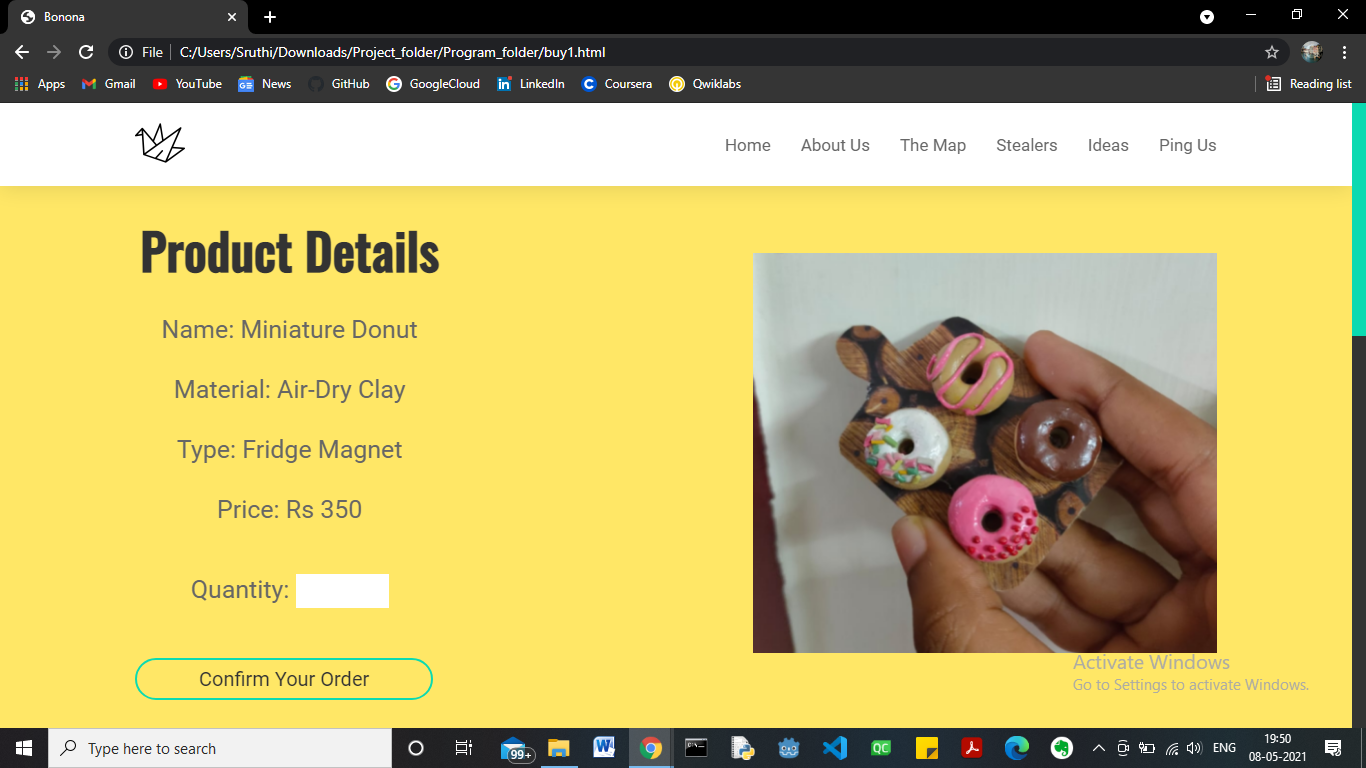 Bonona
File
C:/Users/Sruthi/Downloads/Project_folder/Program_folder/buy1.html
Apps Gmail YouTube News GitHub GoogleCloud LinkedIn Coursera Qwiklabs Reading list
Home About Us The Map Stealers Ideas Ping Us
Product Details
Name: Miniature Donut
Material: Air-Dry Clay
Type: Fridge Magnet
Price: Rs 350
Quantity:
Confirm Your Order
Activate Windows
Go to Settings to activate Windows.
Type here to search
99+
QC
ENG
19:50
08-05-2021